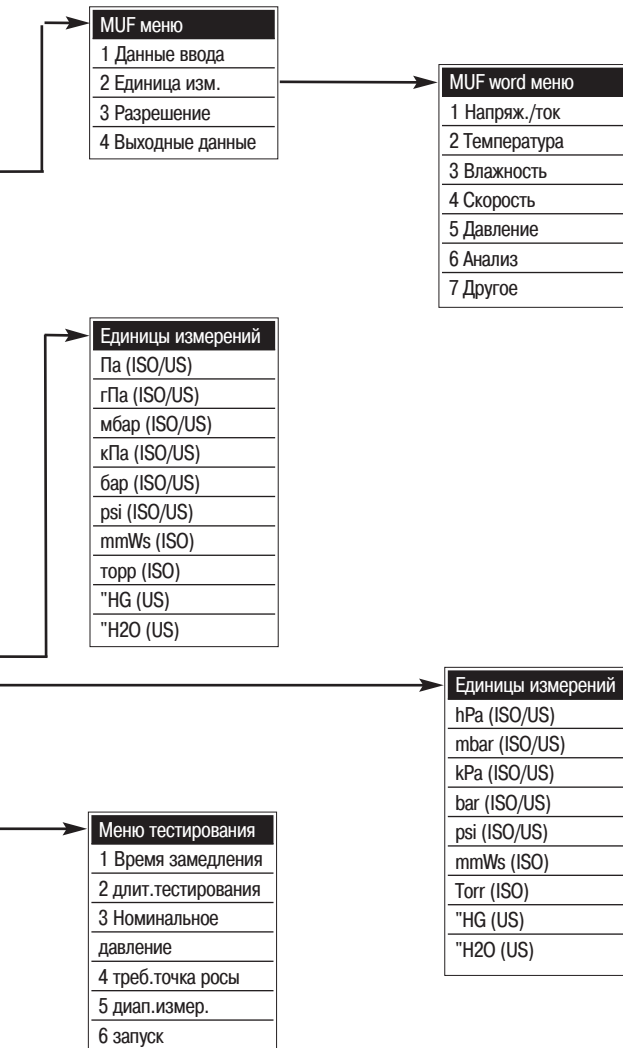 MUF меню
1 Данные ввода
2 Единица изм.
3 Разрешение
4 Выходные данные
MUF word меню
1 Напряж./ток
2 Температура
3 Влажность
4 Скорость
5 Давление
6 Анализ
7 Другое
Единицы измерений
Па (ISO/US)
гПа (ISO/US)
мбар (ISO/US)
кПа (ISO/US)
бар (ISO/US)
psi (ISO/US)
mmWs (ISO)
торр (ISO)
"HG (US)
"H2O (US)
Единицы измерений
hPa (ISO/US)
mbar (ISO/US)
kPa (ISO/US)
bar (ISO/US)
psi (ISO/US)
mmWs (ISO)
Torr (ISO)
"HG (US)
"H2O (US)
Меню тестирования
1 Время замедления
2 длит.тестирования
3 Номинальное
давление
4 треб.точка росы
5 диап.измер.
6 запуск